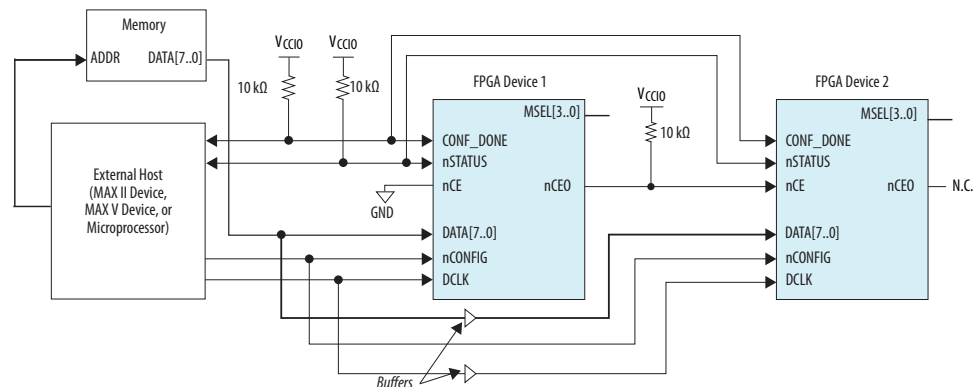 Memory
ADDR
DATA[7..0]
VCCIO
VCCIO
10 kΩ
10 kΩ
FPGA Device 1
MSEL[3..0]
CONF_DONE
nSTATUS
nCE
nCEO
GND
DATA[7..0]
nCONFIG
DCLK
VCCIO
10 kΩ
FPGA Device 2
MSEL[3..0]
CONF_DONE
nSTATUS
nCE
nCEO
N.C.
DATA[7..0]
nCONFIG
DCLK
External Host
(MAX II Device,
MAX V Device, or
Microprocessor)
Buffers